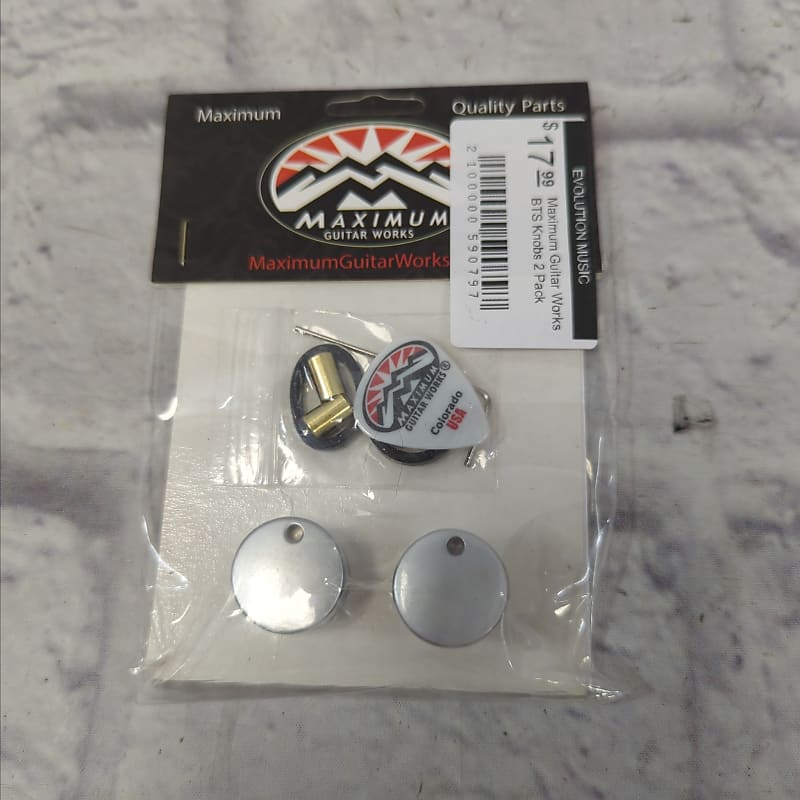 Maximum
Quality Parts
MAXIMUM
GUITAR WORKS
MaximumGuitarWorks
EVOLUTION MUSIC
$17.99
Maximum Guitar Works
BTS Knobs 2 Pack
2 100000 590797
MAXIMUM
GUITAR WORKS®
Colorado
USA